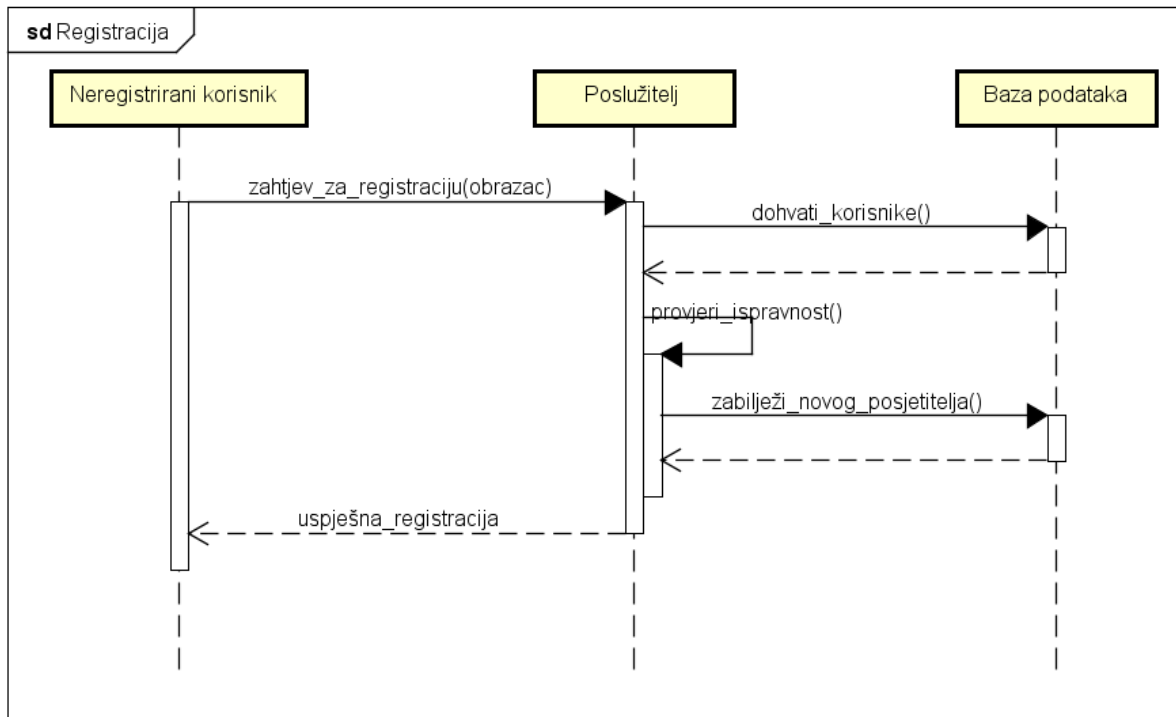 sd Registracija
Neregistrirani korisnik
Poslužitelj
Baza podataka
zahtjev_za_registraciju(obrazac)
dohvati_korisnike()
provjeri_ispravnost()
zabilježi_novog_posjetitelja()
uspješna_registracija